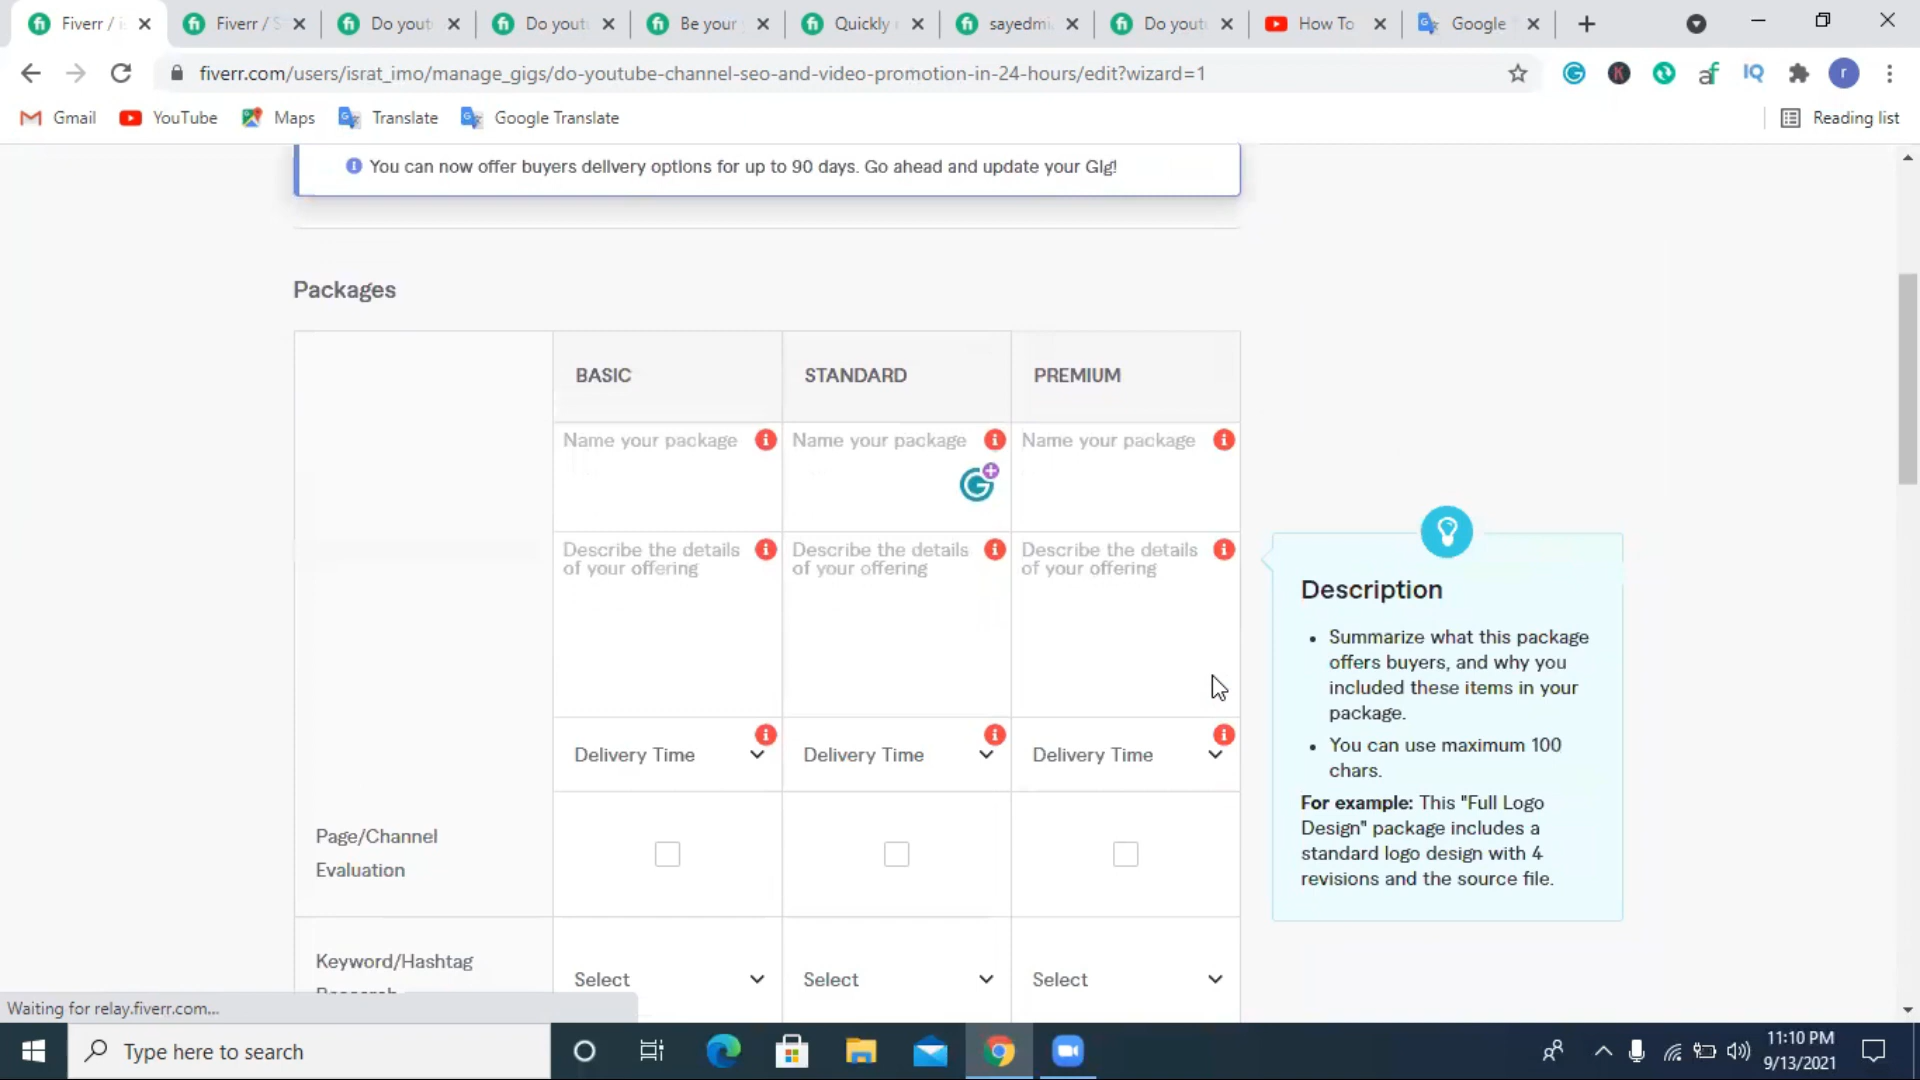 Fiverr / i
Fiverr / S
Do yout
Do yout
Be your
Quickly
sayedmi
Do yout
How To
Google
fiverr.com/users/israt_imo/manage_gigs/do-youtube-channel-seo-and-video-promotion-in-24-hours/edit?wizard=1
IQ
r
Gmail
YouTube
Maps
Translate
Google Translate
Reading list
You can now offer buyers delivery options for up to 90 days. Go ahead and update your Gig!
Packages
BASIC
STANDARD
PREMIUM
Name your package
Name your package
Name your package
Describe the details
of your offering
Describe the details
of your offering
Describe the details
of your offering
Delivery Time
Delivery Time
Delivery Time
Page/Channel
Evaluation
Keyword/Hashtag
Research
Select
Select
Select
Description
• Summarize what this package
offers buyers, and why you
included these items in your
package.
• You can use maximum 100
chars.
For example: This "Full Logo
Design" package includes a
standard logo design with 4
revisions and the source file.
Waiting for relay.fiverr.com...
Type here to search
11:10 PM
9/13/2021